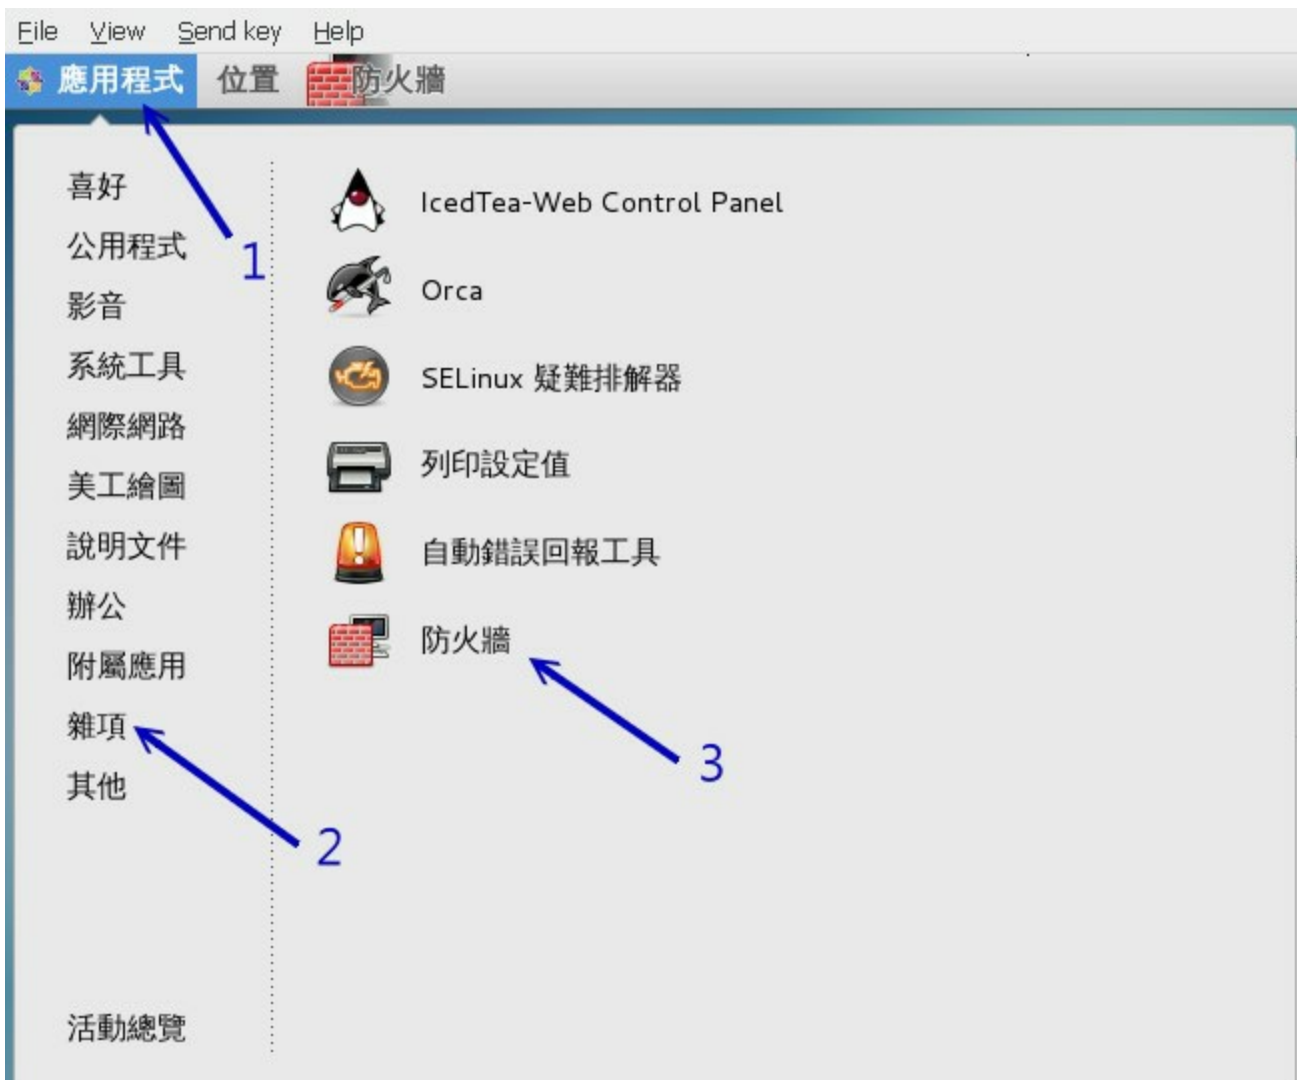 File View Send key Help
應用程式 位置 防火牆
喜好
公用程式
影音
系統工具
網際網路
美工繪圖
說明文件
辦公
附屬應用
雜項
其他
活動總覽
IcedTea-Web Control Panel
Orca
SELinux 疑難排解器
列印設定值
自動錯誤回報工具
防火牆
1
2
3